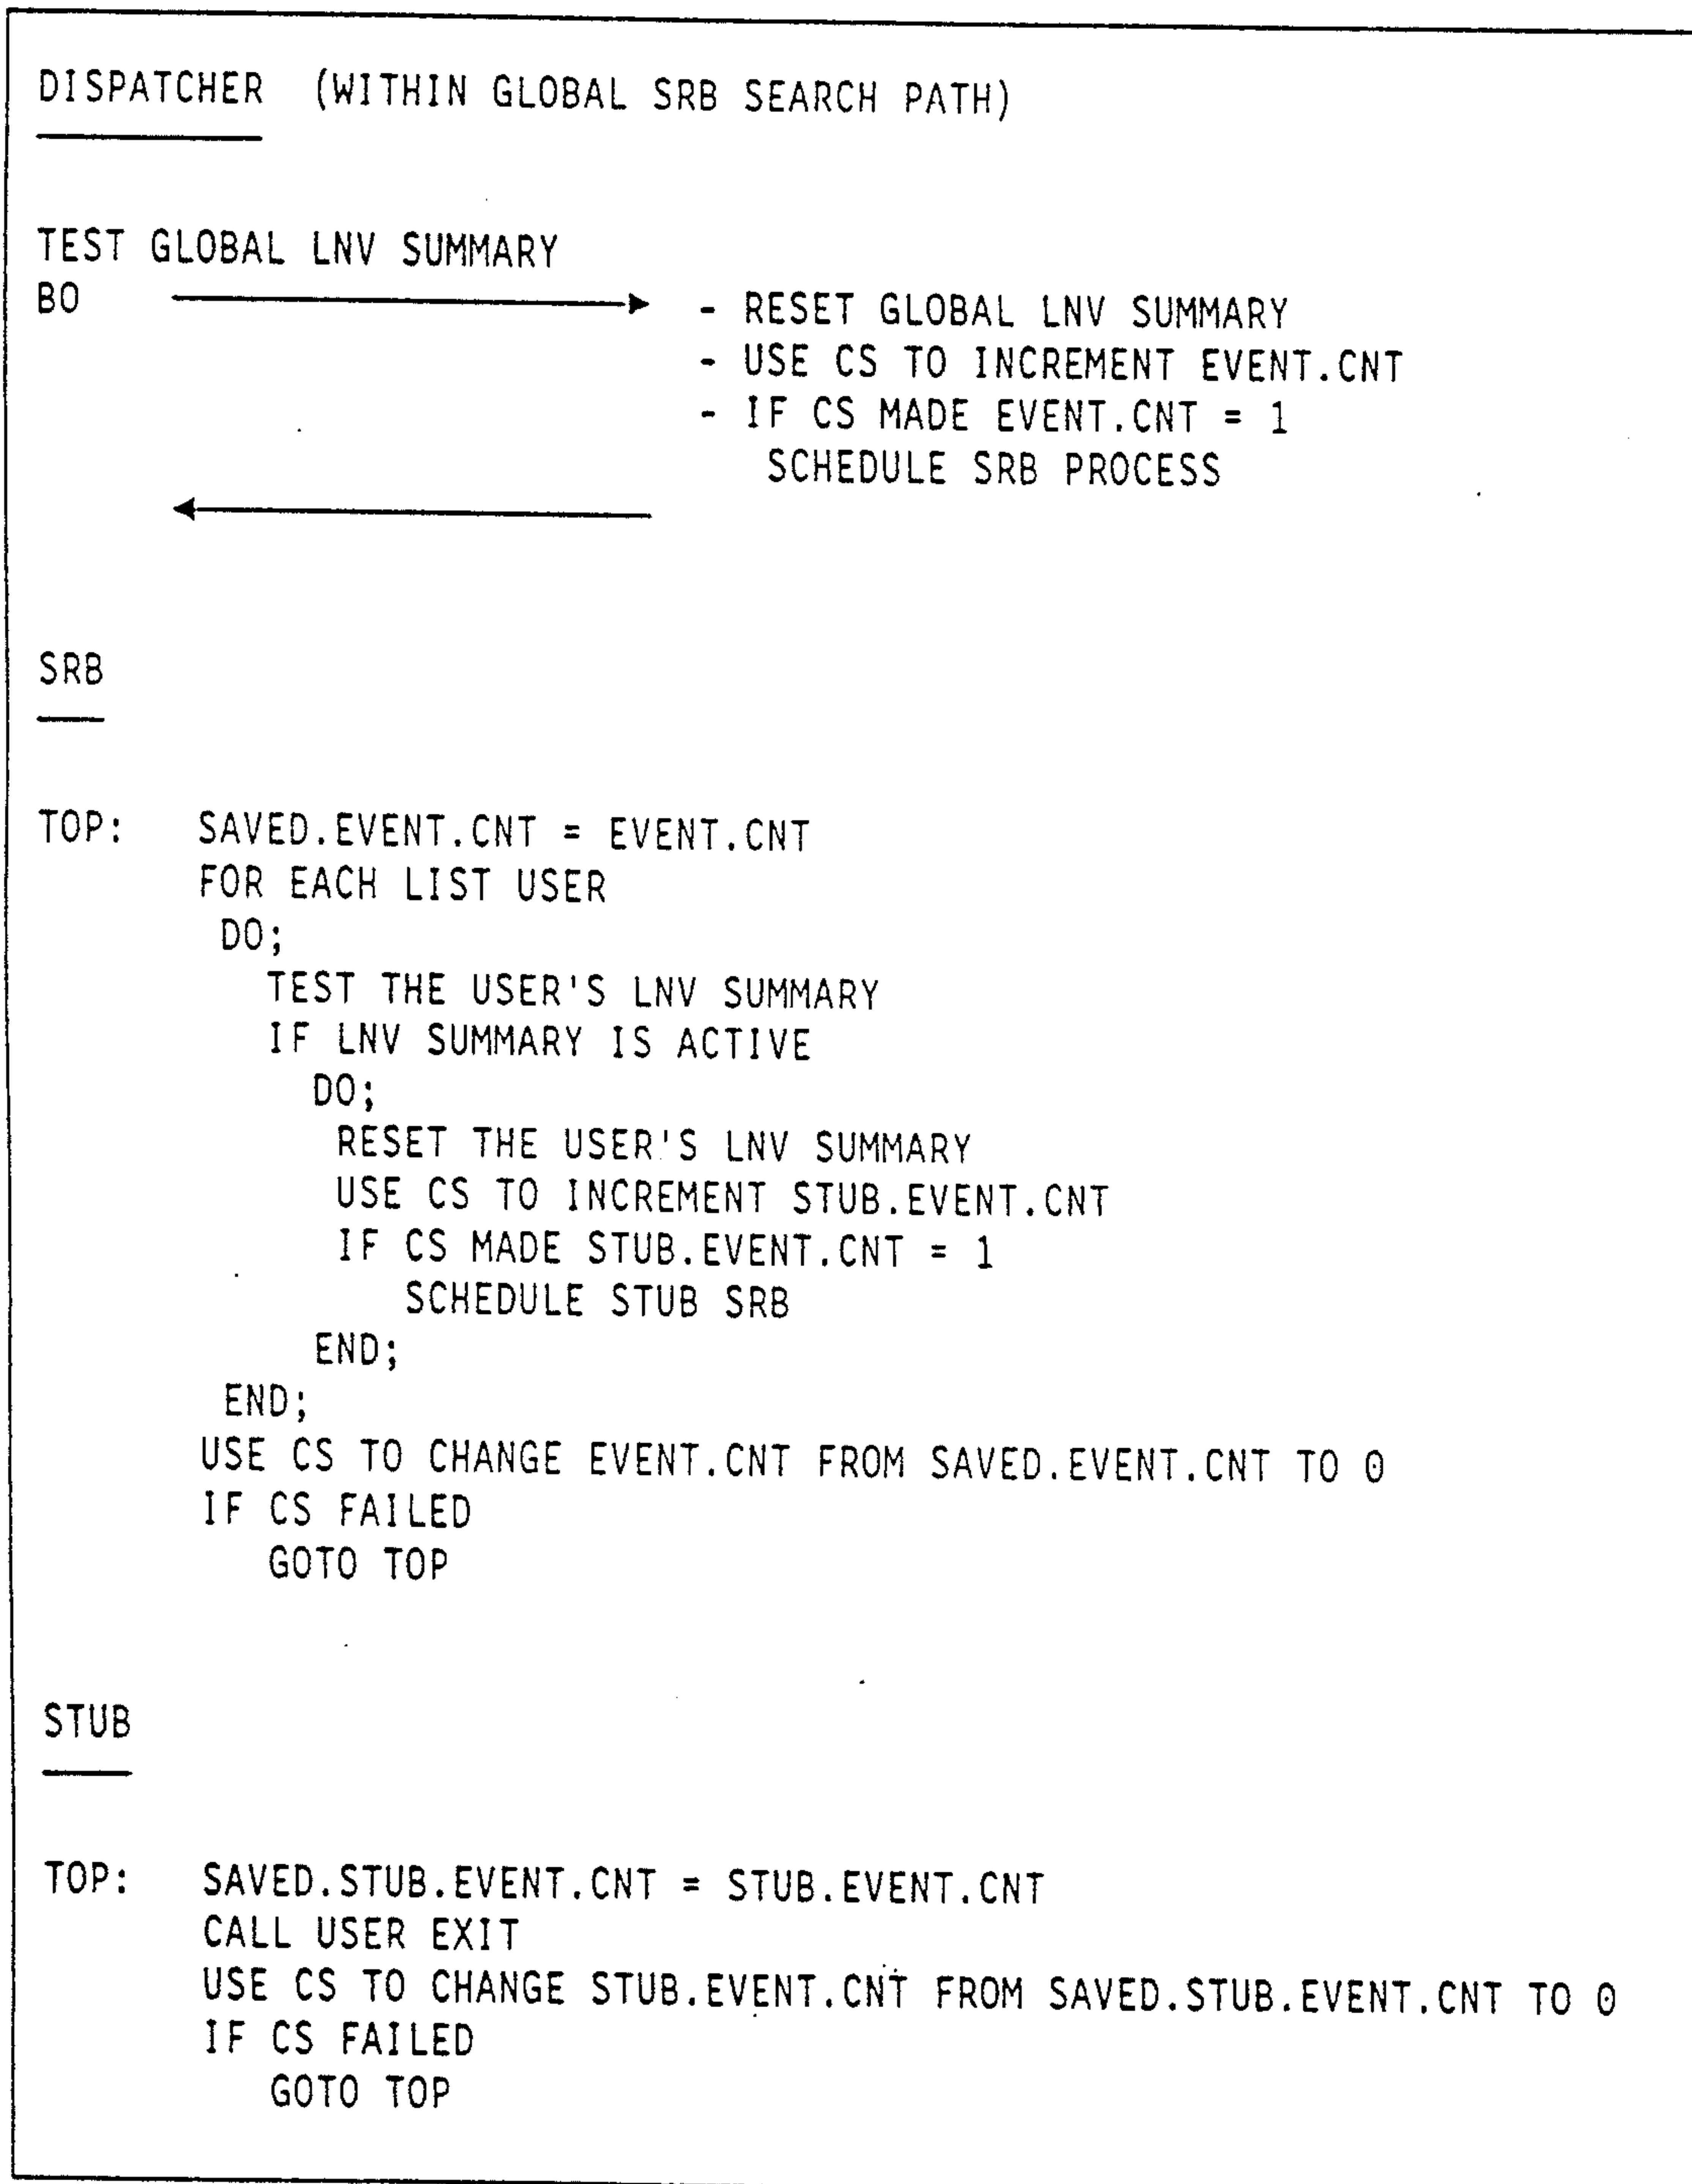 DISPATCHER (WITHIN GLOBAL SRB SEARCH PATH)
TEST GLOBAL LNV SUMMARY
BO - RESET GLOBAL LNV SUMMARY
- USE CS TO INCREMENT EVENT.CNT
- IF CS MADE EVENT.CNT = 1
SCHEDULE SRB PROCESS
SRB
TOP: SAVED.EVENT.CNT = EVENT.CNT
FOR EACH LIST USER
DO;
TEST THE USER'S LNV SUMMARY
IF LNV SUMMARY IS ACTIVE
DO;
RESET THE USER'S LNV SUMMARY
USE CS TO INCREMENT STUB.EVENT.CNT
IF CS MADE STUB.EVENT.CNT = 1
SCHEDULE STUB SRB
END;
END;
USE CS TO CHANGE EVENT.CNT FROM SAVED.EVENT.CNT TO 0
IF CS FAILED
GOTO TOP
STUB
TOP: SAVED.STUB.EVENT.CNT = STUB.EVENT.CNT
CALL USER EXIT
USE CS TO CHANGE STUB.EVENT.CNT FROM SAVED.STUB.EVENT.CNT TO 0
IF CS FAILED
GOTO TOP